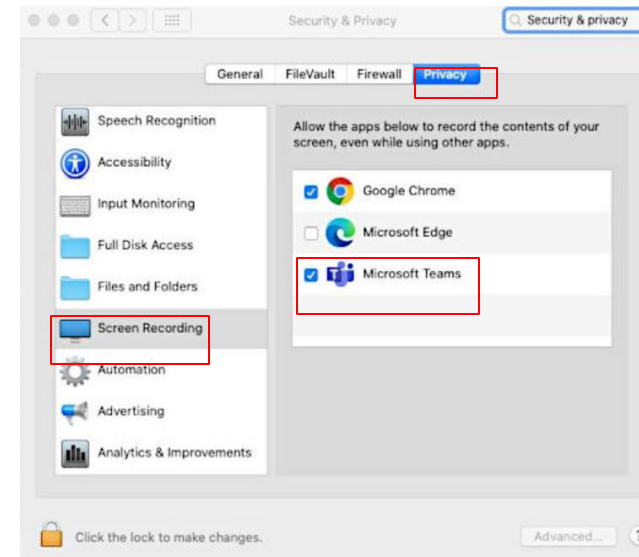 Security & Privacy
Security & privacy
General FileVault Firewall Privacy
Speech Recognition
Accessibility
Input Monitoring
Full Disk Access
Files and Folders
Screen Recording
Automation
Advertising
Analytics & Improvements
Allow the apps below to record the contents of your
screen, even while using other apps.
Google Chrome
Microsoft Edge
Microsoft Teams
Click the lock to make changes.
Advanced...
?